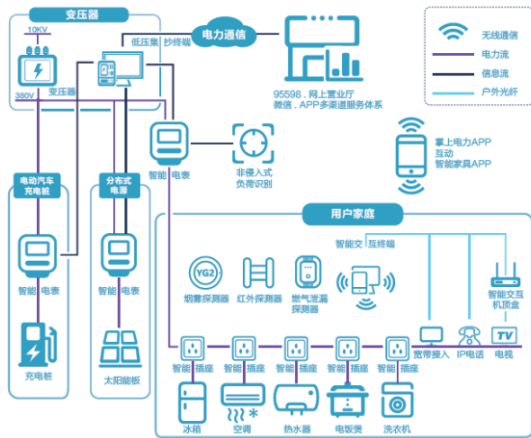 变压器
10KV
低压集 抄终端
电力通信
变压器
380V
95598．网上营业厅
微信．APP多渠道服务体系
无线通信
电力流
信息流
户外光纤
智能 电表
非侵入式
负荷识别
掌上电力APP
互动
智能家具APP
电动汽车
充电桩
分布式
电源
智能 电表
智能 电表
充电桩
太阳能板
用户家庭
智能交 互终端
YG2
烟雾探测器
红外探测器
燃气泄漏
探测器
智能交互
机顶盒
TV
宽带接入
IP电话
电视
智能 插座
智能 插座
智能 插座
智能 插座
智能 插座
冰箱
空调
热水器
电饭煲
洗衣机